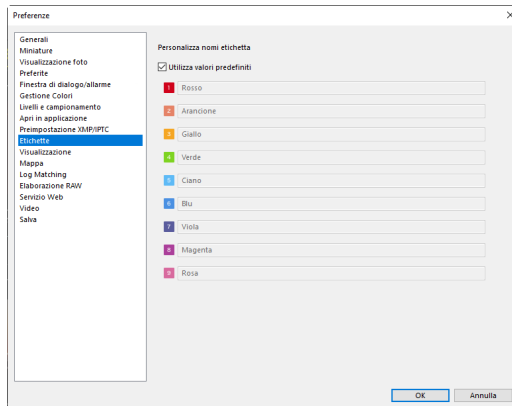 Preferenze
Generali
Miniature
Visualizzazione foto
Preferite
Finestra di dialogo/allarme
Gestione Colori
Livelli e campionamento
Apri in applicazione
Preimpostazione XMP/IPTC
Etichette
Visualizzazione
Mappa
Log Matching
Elaborazione RAW
Servizio Web
Video
Salva
Personalizza nomi etichetta
Utilizza valori predefiniti
1 Rosso
2 Arancione
3 Giallo
4 Verde
5 Ciano
6 Blu
7 Viola
8 Magenta
9 Rosa
OK Annulla